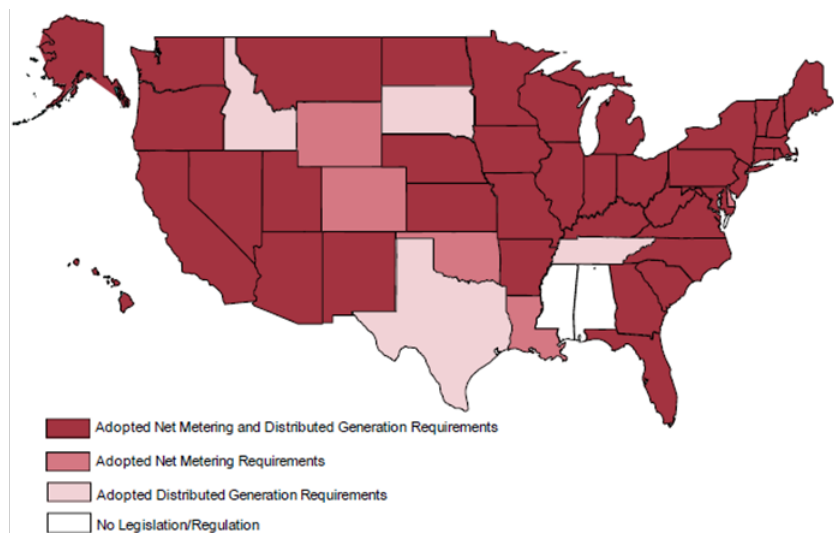 Adopted Net Metering and Distributed Generation Requirements
Adopted Net Metering Requirements
Adopted Distributed Generation Requirements
No Legislation/Regulation